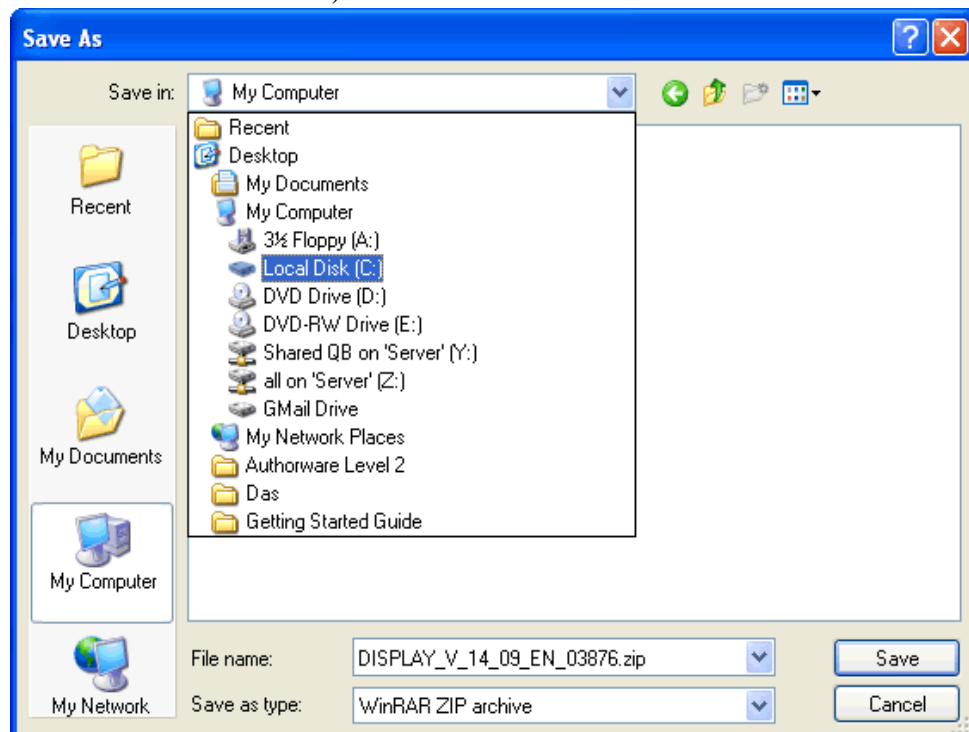 Save As
Save in:
My Computer
Recent
Desktop
My Documents
My Computer
3½ Floppy (A:)
Local Disk (C:)
DVD Drive (D:)
DVD-RW Drive (E:)
Shared QB on 'Server' (Y:)
all on 'Server' (Z:)
GMail Drive
My Network Places
Authorware Level 2
Das
Getting Started Guide
Recent
Desktop
My Documents
My Computer
My Network
File name:
DISPLAY_V_14_09_EN_03876.zip
Save
Save as type:
WinRAR ZIP archive
Cancel